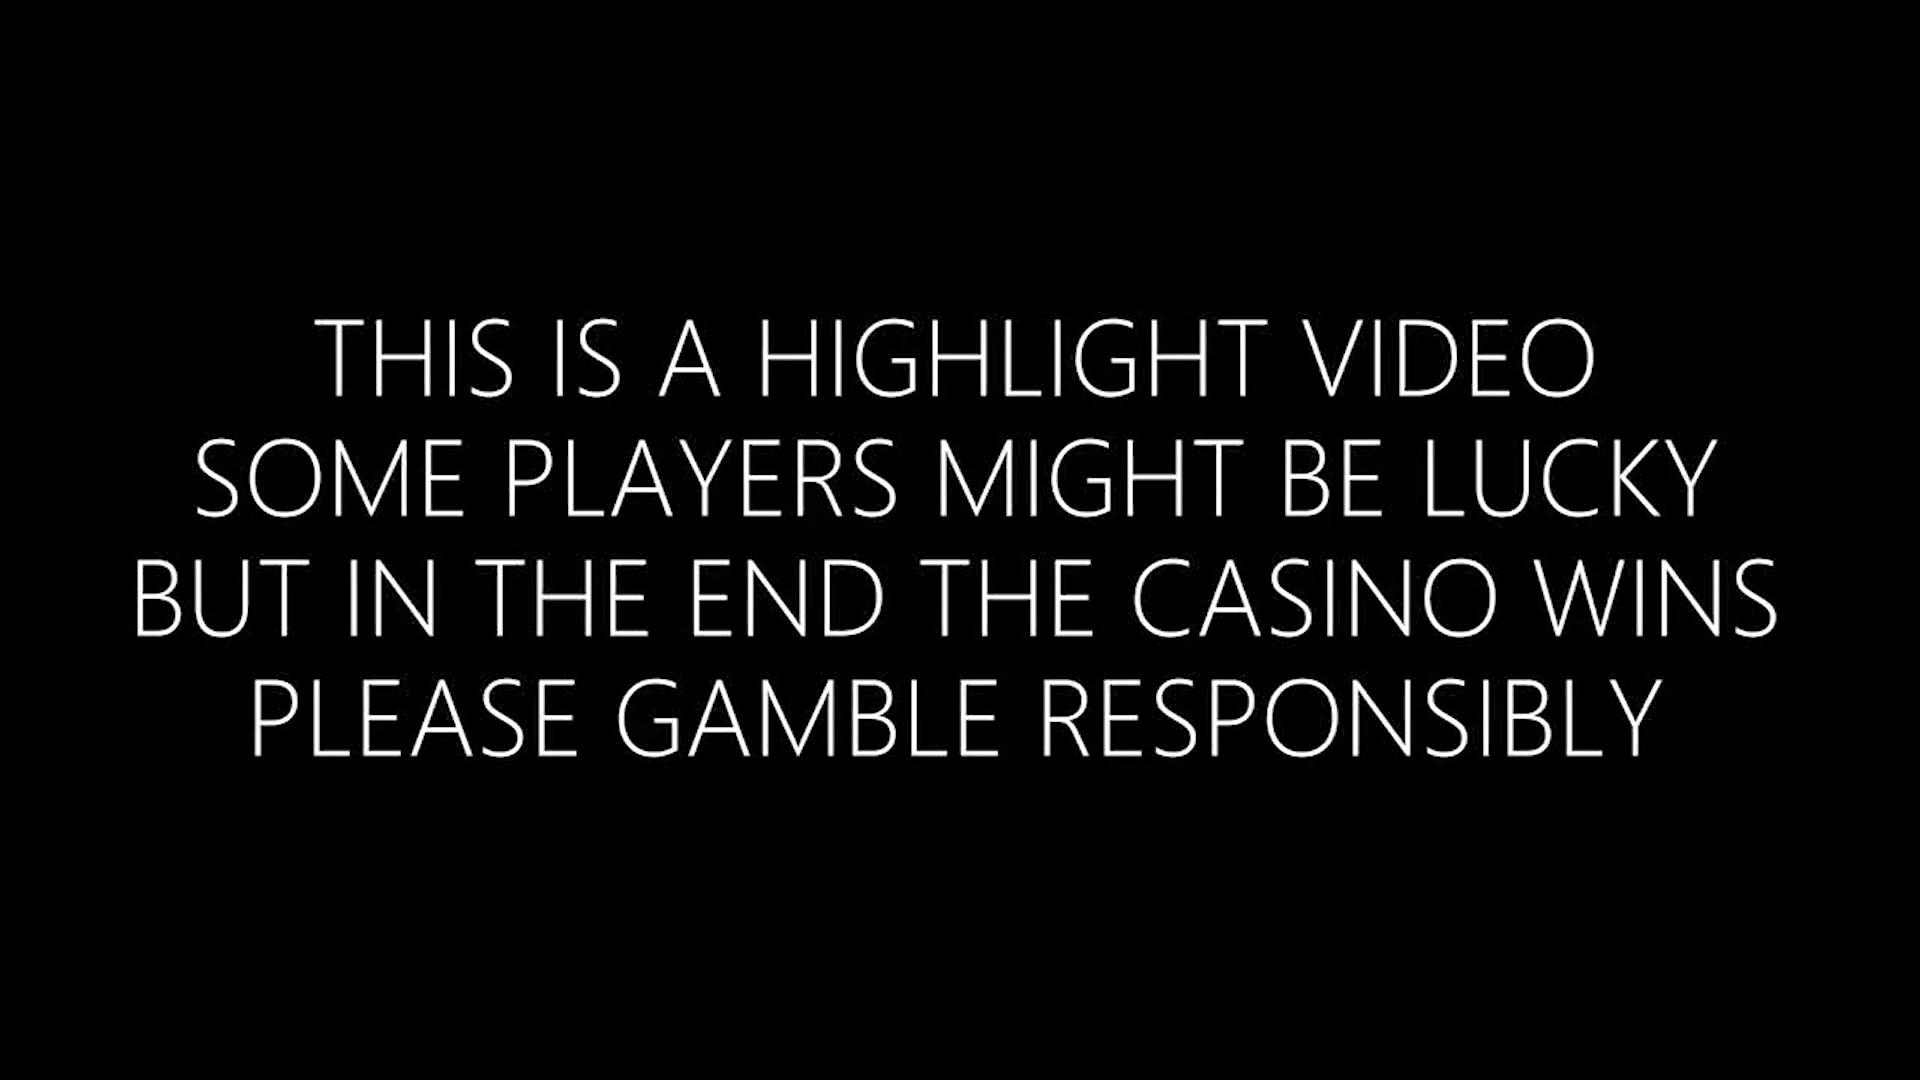 THIS IS A HIGHLIGHT VIDEO
SOME PLAYERS MIGHT BE LUCKY
BUT IN THE END THE CASINO WINS
PLEASE GAMBLE RESPONSIBLY